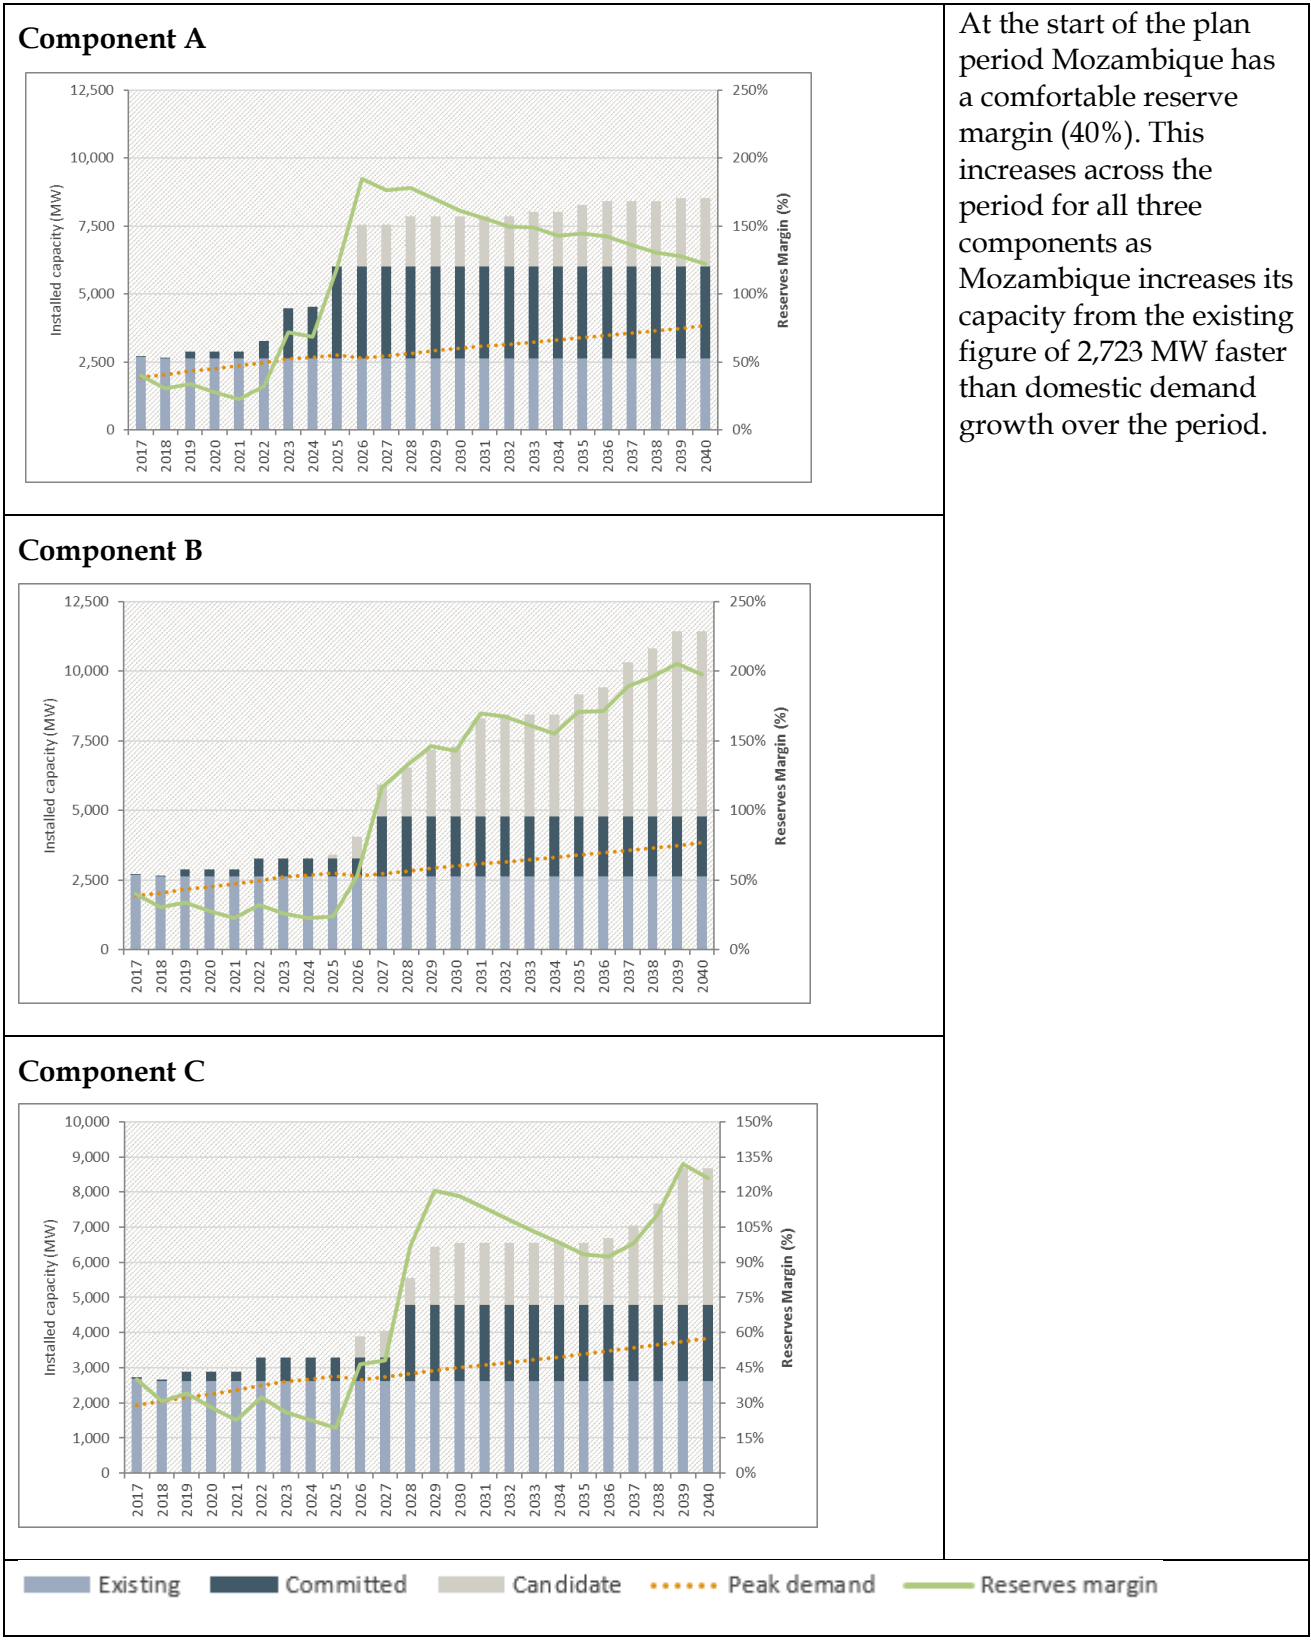 Component A
12,500
10,000
7,500
5,000
2,500
0
Installed capacity (MW)
250%
200%
150%
100%
50%
0%
Reserves Margin (%)
2017 2018 2019 2020 2021 2022 2023 2024 2025 2026 2027 2028 2029 2030 2031 2032 2033 2034 2035 2036 2037 2038 2039 2040
At the start of the plan
period Mozambique has
a comfortable reserve
margin (40%). This
increases across the
period for all three
components as
Mozambique increases its
capacity from the existing
figure of 2,723 MW faster
than domestic demand
growth over the period.
Component B
12,500
10,000
7,500
5,000
2,500
0
Installed capacity (MW)
250%
200%
150%
100%
50%
0%
Reserves Margin (%)
2017 2018 2019 2020 2021 2022 2023 2024 2025 2026 2027 2028 2029 2030 2031 2032 2033 2034 2035 2036 2037 2038 2039 2040
Component C
10,000
9,000
8,000
7,000
6,000
5,000
4,000
3,000
2,000
1,000
0
Installed capacity (MW)
150%
135%
120%
105%
90%
75%
60%
45%
30%
15%
0%
Reserves Margin (%)
2017 2018 2019 2020 2021 2022 2023 2024 2025 2026 2027 2028 2029 2030 2031 2032 2033 2034 2035 2036 2037 2038 2039 2040
Existing Committed Candidate Peak demand Reserves margin